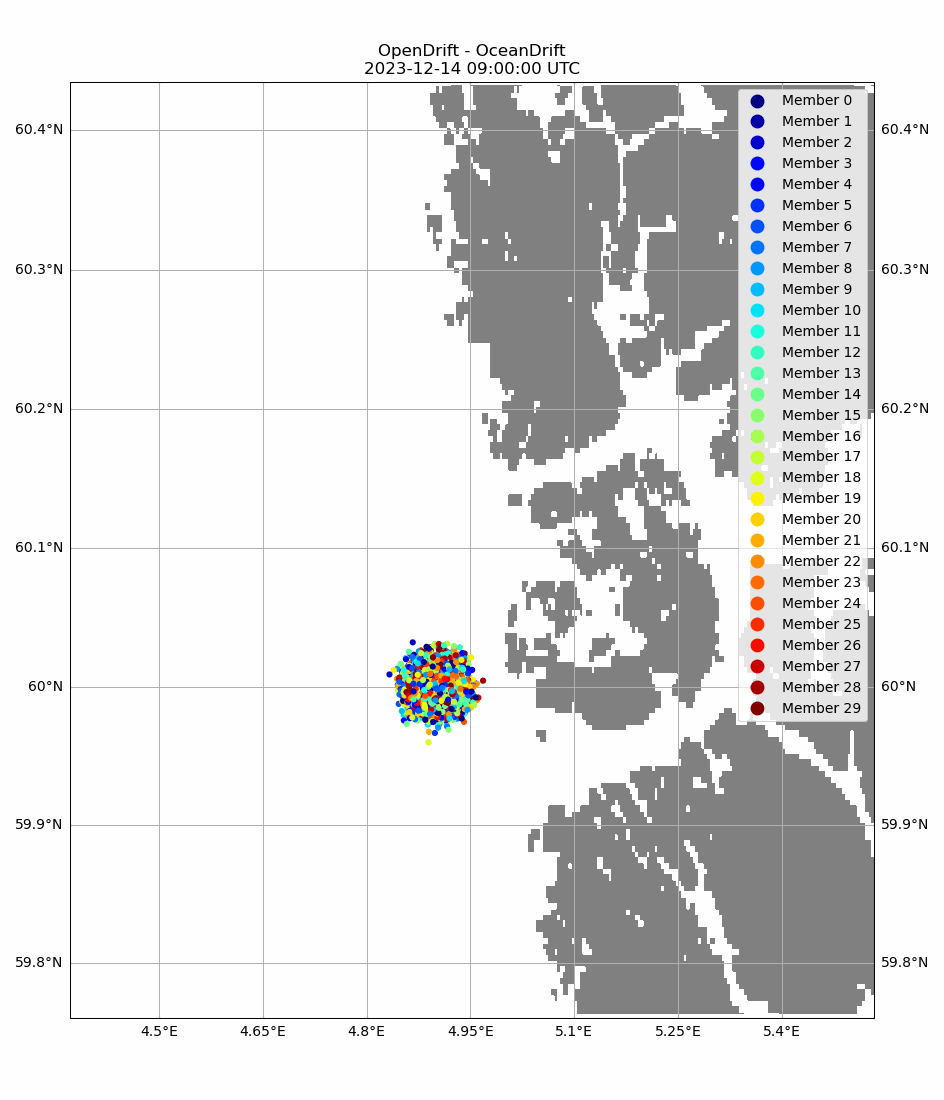 OpenDrift - OceanDrift
2023-12-14 09:00:00 UTC
60.4°N
60.4°N
60.3°N
60.3°N
60.2°N
60.2°N
60.1°N
60.1°N
60°N
60°N
59.9°N
59.9°N
59.8°N
59.8°N
4.5°E
4.65°E
4.8°E
4.95°E
5.1°E
5.25°E
5.4°E
Member 0
Member 1
Member 2
Member 3
Member 4
Member 5
Member 6
Member 7
Member 8
Member 9
Member 10
Member 11
Member 12
Member 13
Member 14
Member 15
Member 16
Member 17
Member 18
Member 19
Member 20
Member 21
Member 22
Member 23
Member 24
Member 25
Member 26
Member 27
Member 28
Member 29